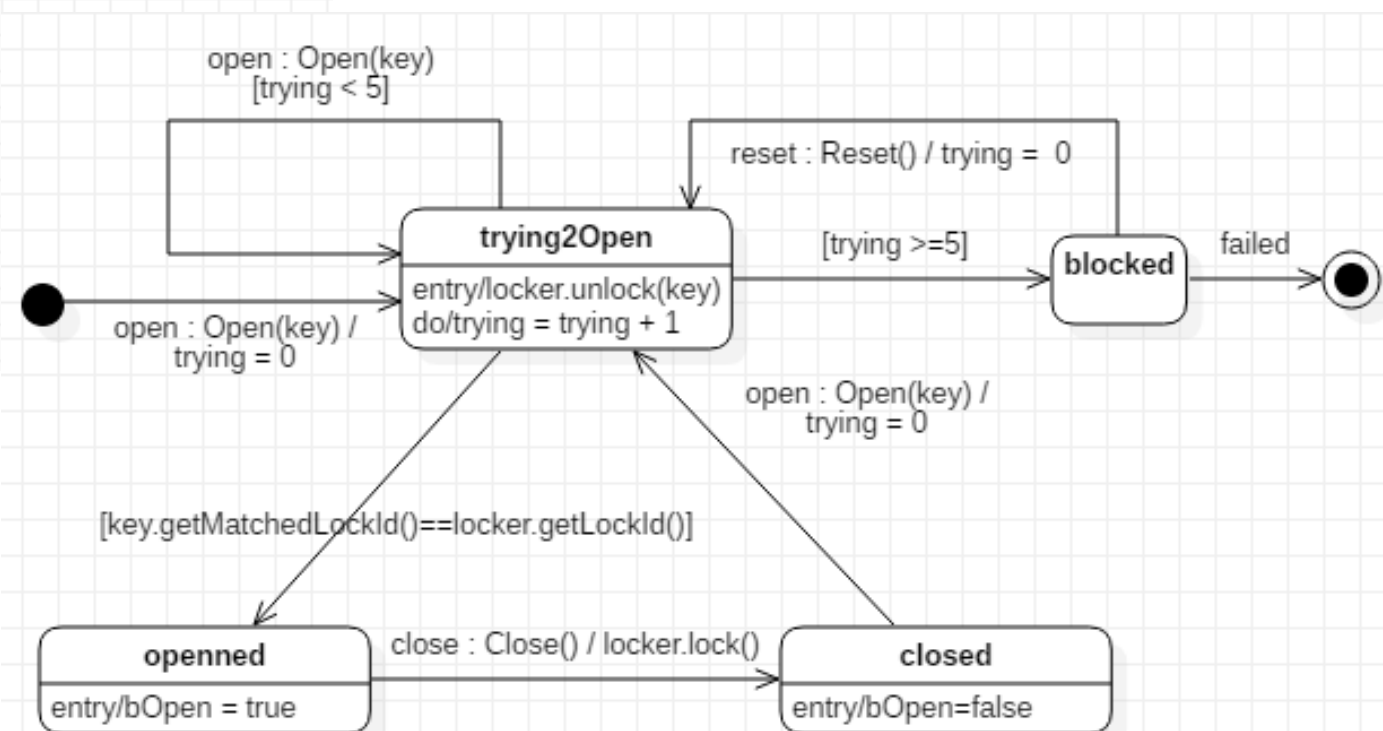 open : Open(key)
[trying < 5]
reset : Reset() / trying =  0
trying2Open
[trying >=5]
failed
blocked
entry/locker.unlock(key)
do/trying = trying + 1
open : Open(key) /
trying = 0
open : Open(key) /
trying = 0
[key.getMatchedLockId()==locker.getLockId()]
openned
close : Close() / locker.lock()
closed
entry/bOpen = true
entry/bOpen=false